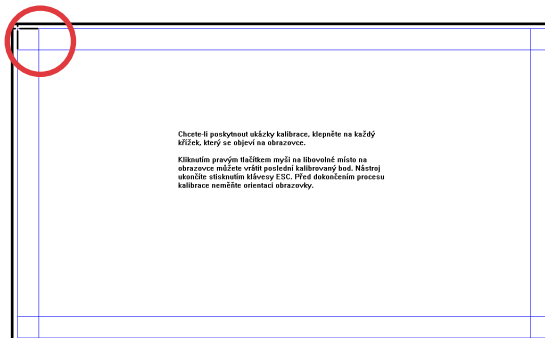 Chcete-li poskytnout ukázky kalibrace, klepněte na každý
křížek, který se objeví na obrazovce.
Kliknutím pravým tlačítkem myši na libovolné místo na
obrazovce můžete vrátit poslední kalibrovaný bod. Nástroj
ukončíte stisknutím klávesy ESC. Před dokončením procesu
kalibrace neměňte orientaci obrazovky.